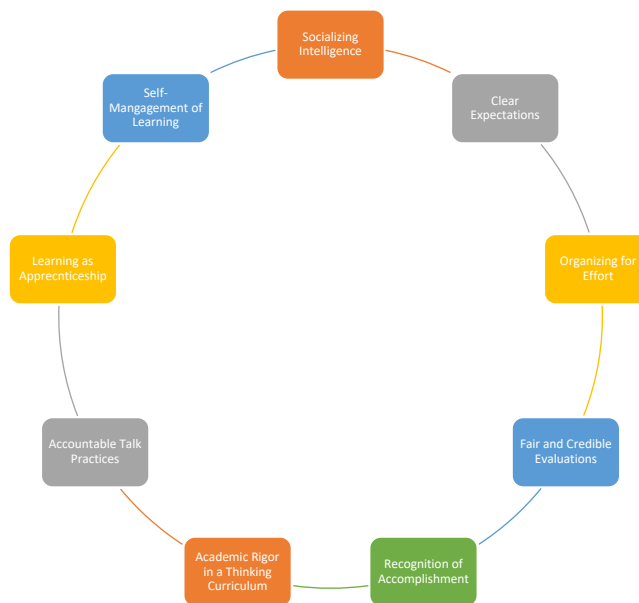 Socializing
Intelligence
Clear
Expectations
Organizing for
Effort
Fair and Credible
Evaluations
Recognition of
Accomplishment
Academic Rigor
in a Thinking
Curriculum
Accountable Talk
Practices
Learning as
Apprecnticeship
Self-
Mangagement of
Learning